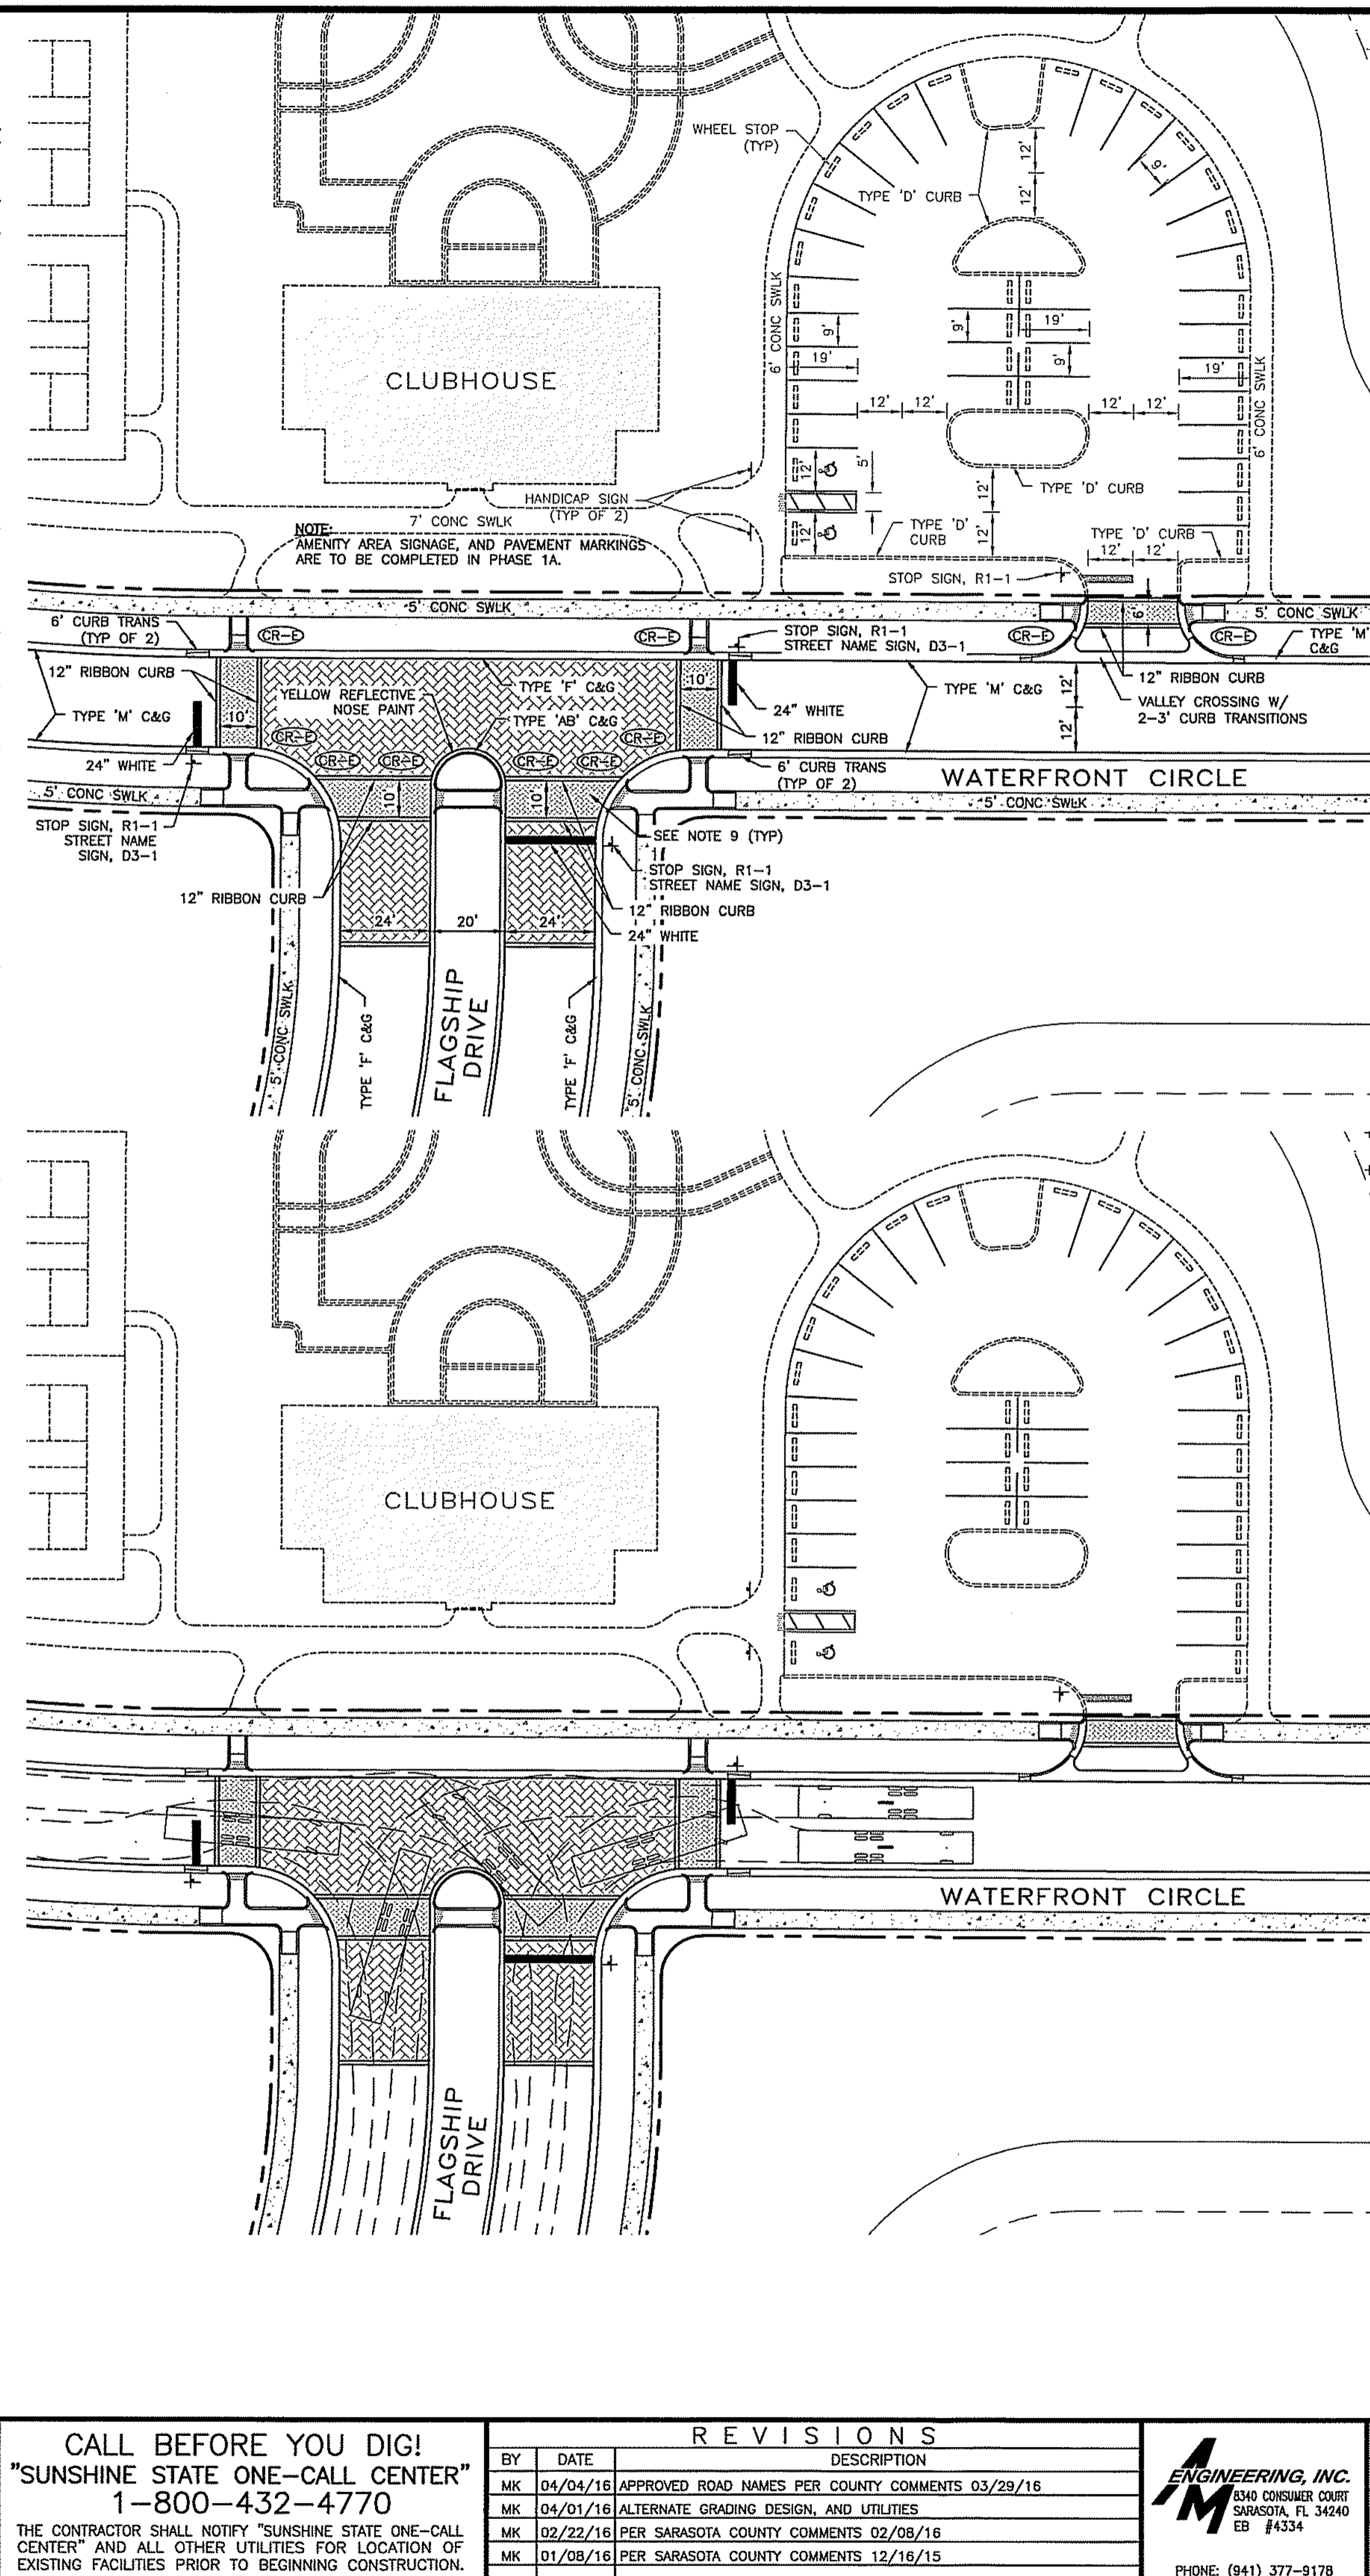 WHEEL STOP
(TYP)
12'
12'
9'
TYPE 'D' CURB
6' CONC SWLK
9'
19'
9'
19'
9'
19'
6' CONC SWLK
CLUBHOUSE
12'
12'
12'
12'
12'
5'
HANDICAP SIGN
(TYP OF 2)
12'
12'
12'
TYPE 'D' CURB
7' CONC SWLK
NOTE:
AMENITY AREA SIGNAGE, AND PAVEMENT MARKINGS
ARE TO BE COMPLETED IN PHASE 1A.
TYPE 'D'
CURB
TYPE 'D' CURB
12'
12'
STOP SIGN, R1-1
5' CONC SWLK
6'
5' CONC SWLK
6' CURB TRANS
(TYP OF 2)
CR-E
CR-E
STOP SIGN, R1-1
STREET NAME SIGN, D3-1
CR-E
CR-E
TYPE 'M'
C&G
12" RIBBON CURB
YELLOW REFLECTIVE
NOSE PAINT
TYPE 'F' C&G
10'
TYPE 'M' C&G
12'
12'
12" RIBBON CURB
VALLEY CROSSING W/
2-3' CURB TRANSITIONS
TYPE 'M' C&G
10'
TYPE 'AB' C&G
24" WHITE
CR-E
CR-E
12" RIBBON CURB
24" WHITE
CR-E
CR-E
CR-E
CR-E
6' CURB TRANS
(TYP OF 2)
WATERFRONT CIRCLE
5' CONC SWLK
10'
10'
5' CONC SWLK
STOP SIGN, R1-1
STREET NAME
SIGN, D3-1
SEE NOTE 9 (TYP)
STOP SIGN, R1-1
STREET NAME SIGN, D3-1
12" RIBBON CURB
12" RIBBON CURB
24'
20'
24'
24" WHITE
5' CONC SWLK
TYPE 'F' C&G
FLAGSHIP
DRIVE
TYPE 'F' C&G
5' CONC SWLK
CLUBHOUSE
WATERFRONT CIRCLE
FLAGSHIP
DRIVE
CALL BEFORE YOU DIG!
"SUNSHINE STATE ONE-CALL CENTER"
1-800-432-4770
THE CONTRACTOR SHALL NOTIFY "SUNSHINE STATE ONE-CALL
CENTER" AND ALL OTHER UTILITIES FOR LOCATION OF
EXISTING FACILITIES PRIOR TO BEGINNING CONSTRUCTION.
REVISIONS
BY DATE DESCRIPTION
MK 04/04/16 APPROVED ROAD NAMES PER COUNTY COMMENTS 03/29/16
MK 04/01/16 ALTERNATE GRADING DESIGN, AND UTILITIES
MK 02/22/16 PER SARASOTA COUNTY COMMENTS 02/08/16
MK 01/08/16 PER SARASOTA COUNTY COMMENTS 12/16/15
AM
ENGINEERING, INC.
8340 CONSUMER COURT
SARASOTA, FL 34240
EB #4334
PHONE: (941) 377-9178